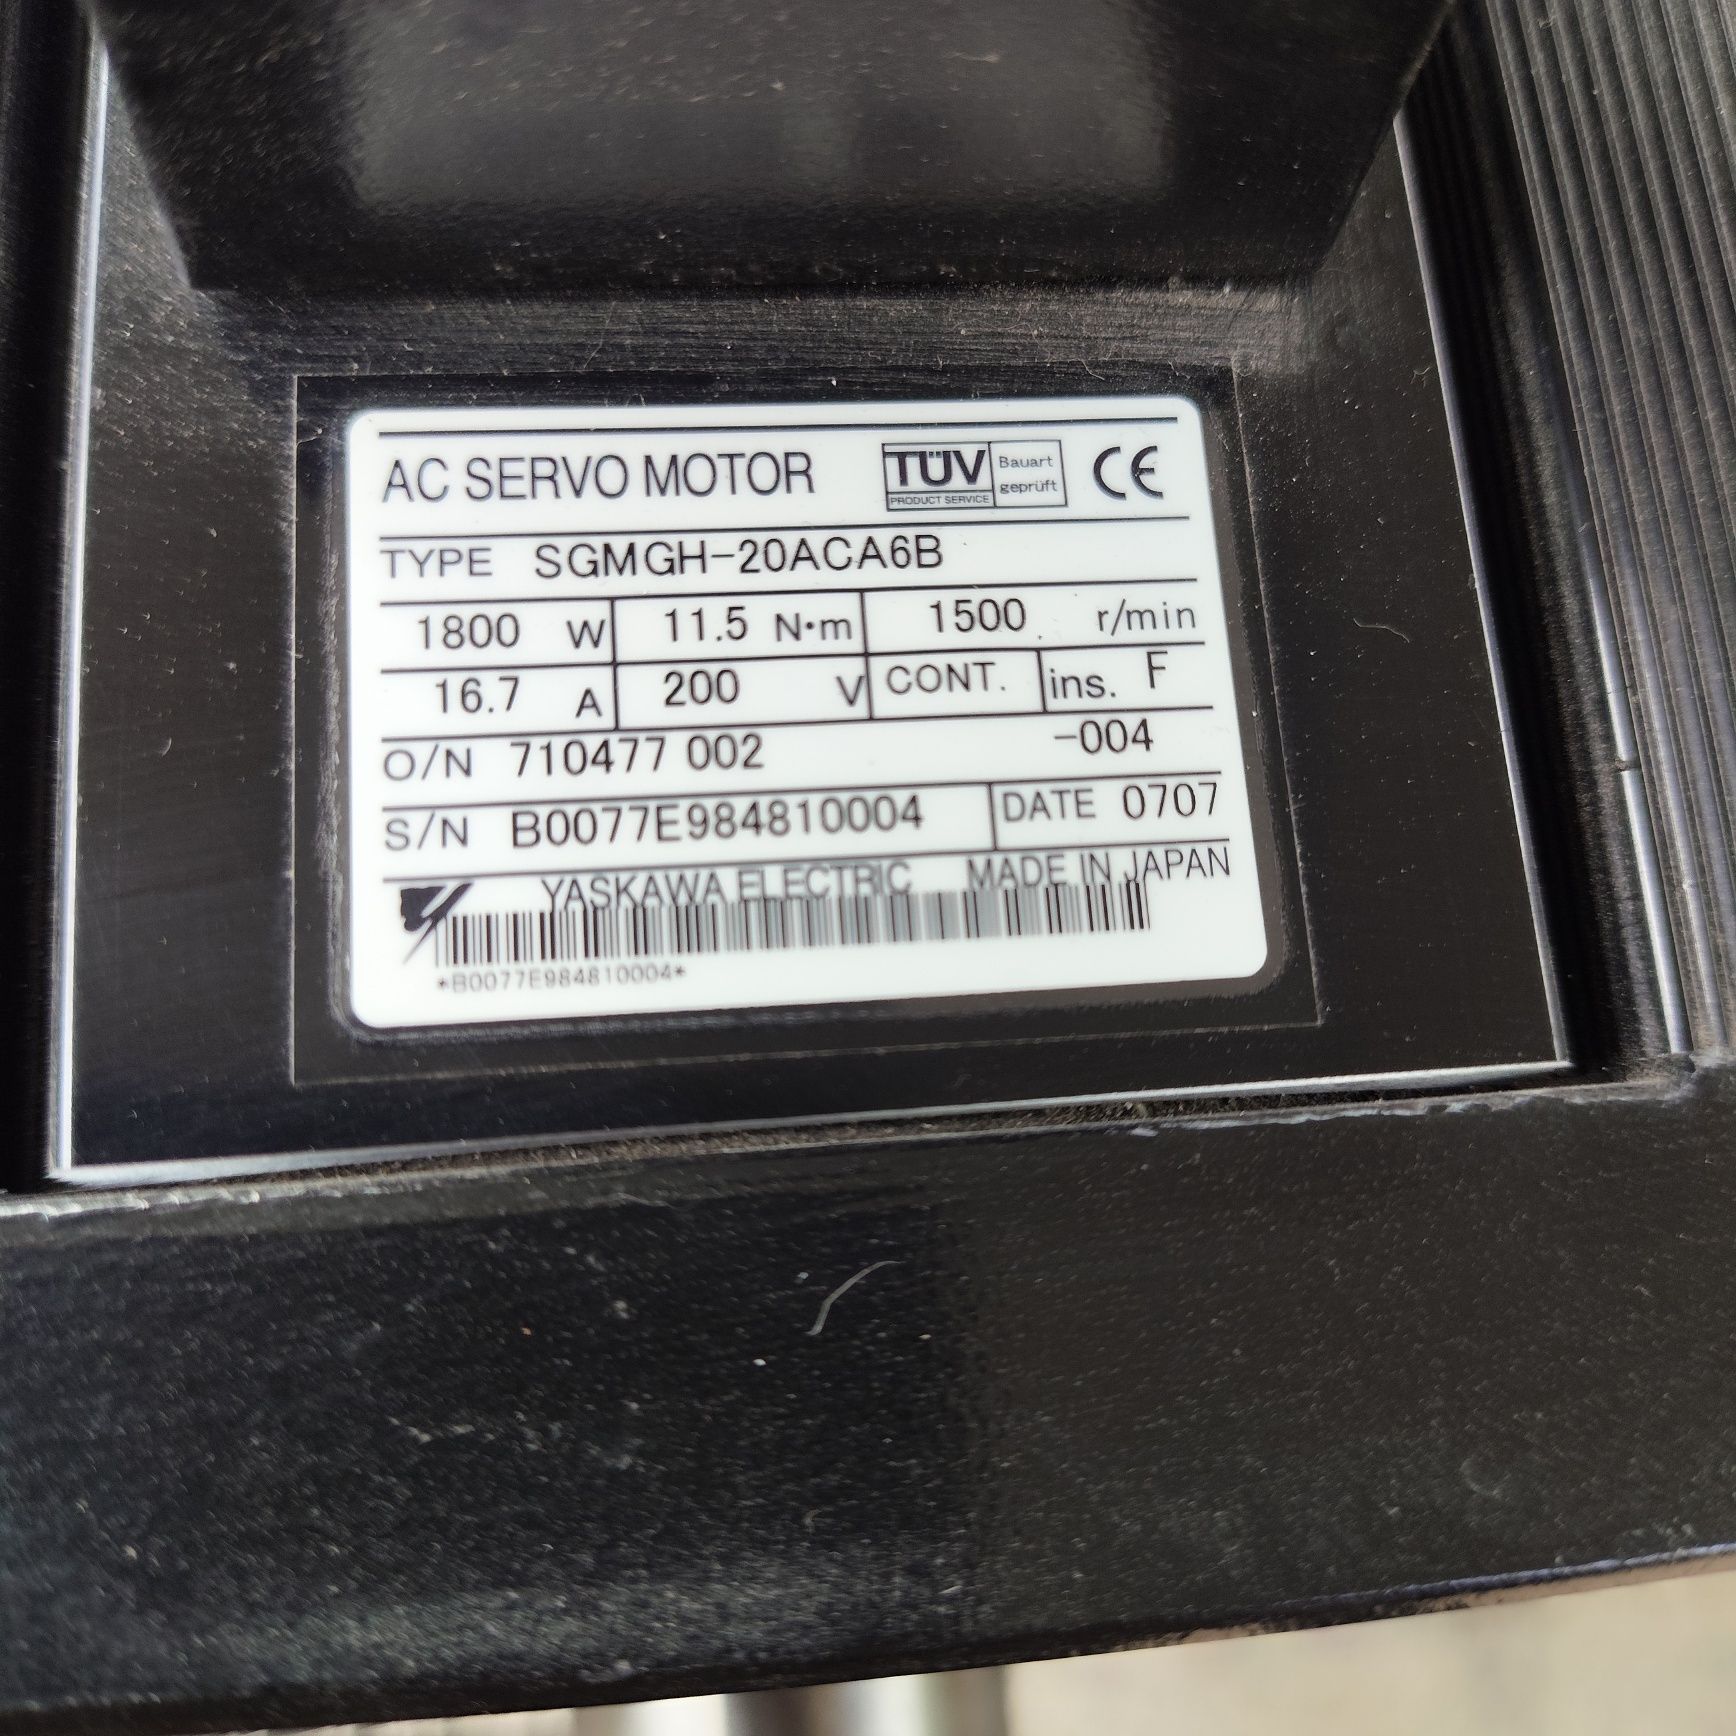 AC SERVO MOTOR TÜV PRODUCT SERVICE Bauart geprüft CE
TYPE SGMGH-20ACA6B
1800 W 11.5 N·m 1500 r/min
16.7 A 200 V CONT. ins. F
O/N 710477 002 -004
S/N B0077E984810004 DATE 0707
YASKAWA ELECTRIC MADE IN JAPAN
*B0077E984810004*